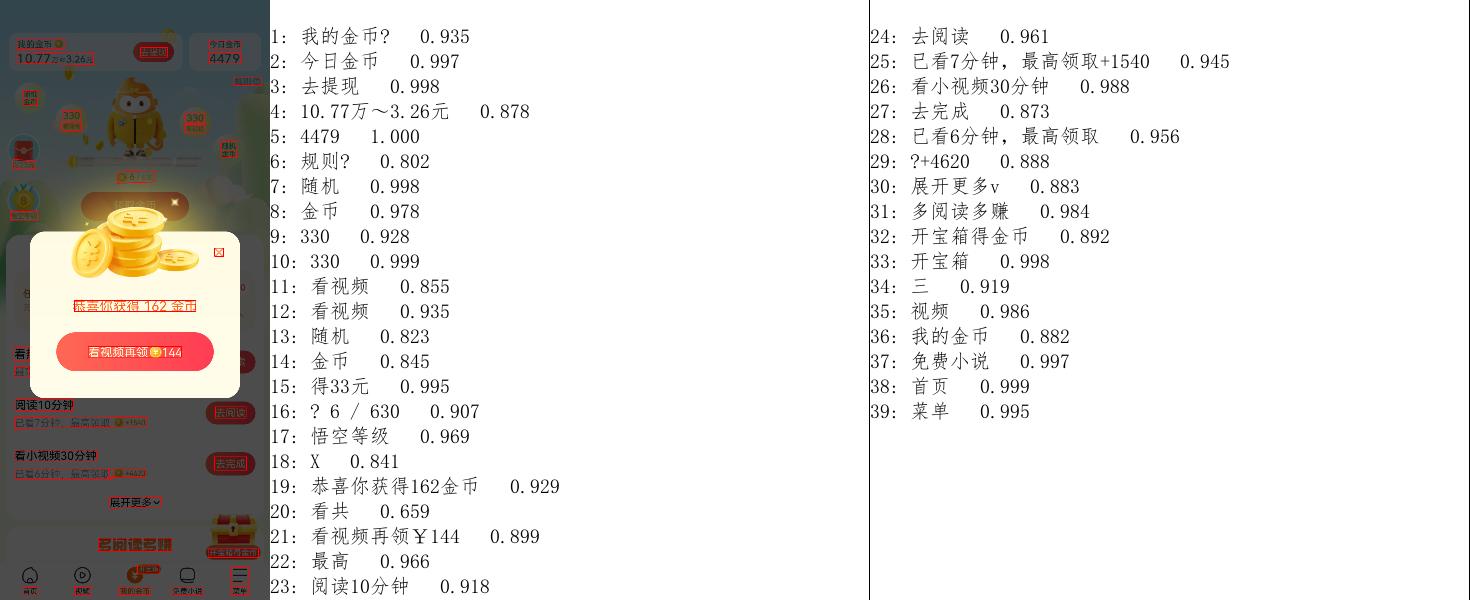 我的金币
10.77万≈3.26元
去提现
今日金币
4479
随机
金币
330
看视频
330
看视频
随机
金币
6 / 630
恭喜你获得 162 金币
看视频再领 144
阅读10分钟
已看7分钟，最高领取 +1540
去阅读
看小视频30分钟
已看6分钟，最高领取 +4620
去完成
展开更多
多阅读多赚
开宝箱得金币
开宝箱
首页
视频
我的金币
免费小说
菜单
1: 我的金币? 0.935
2: 今日金币 0.997
3: 去提现 0.998
4: 10.77万～3.26元 0.878
5: 4479 1.000
6: 规则? 0.802
7: 随机 0.998
8: 金币 0.978
9: 330 0.928
10: 330 0.999
11: 看视频 0.855
12: 看视频 0.935
13: 随机 0.823
14: 金币 0.845
15: 得33元 0.995
16: ? 6 / 630 0.907
17: 悟空等级 0.969
18: X 0.841
19: 恭喜你获得162金币 0.929
20: 看共 0.659
21: 看视频再领￥144 0.899
22: 最高 0.966
23: 阅读10分钟 0.918
24: 去阅读 0.961
25: 已看7分钟，最高领取+1540 0.945
26: 看小视频30分钟 0.988
27: 去完成 0.873
28: 已看6分钟，最高领取 0.956
29: ?+4620 0.888
30: 展开更多v 0.883
31: 多阅读多赚 0.984
32: 开宝箱得金币 0.892
33: 开宝箱 0.998
34: 三 0.919
35: 视频 0.986
36: 我的金币 0.882
37: 免费小说 0.997
38: 首页 0.999
39: 菜单 0.995